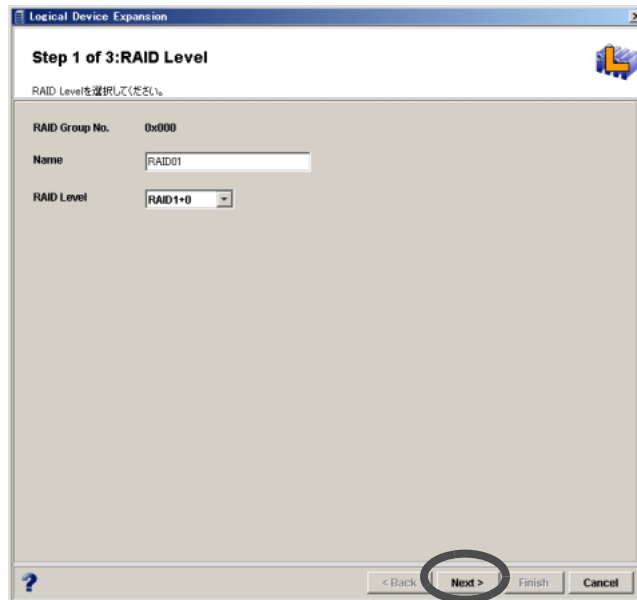 Logical Device Expansion
Step 1 of 3:RAID Level
RAID Levelを選択してください。
RAID Group No. 0x000
Name RAID01
RAID Level RAID1+0
? < Back Next > Finish Cancel